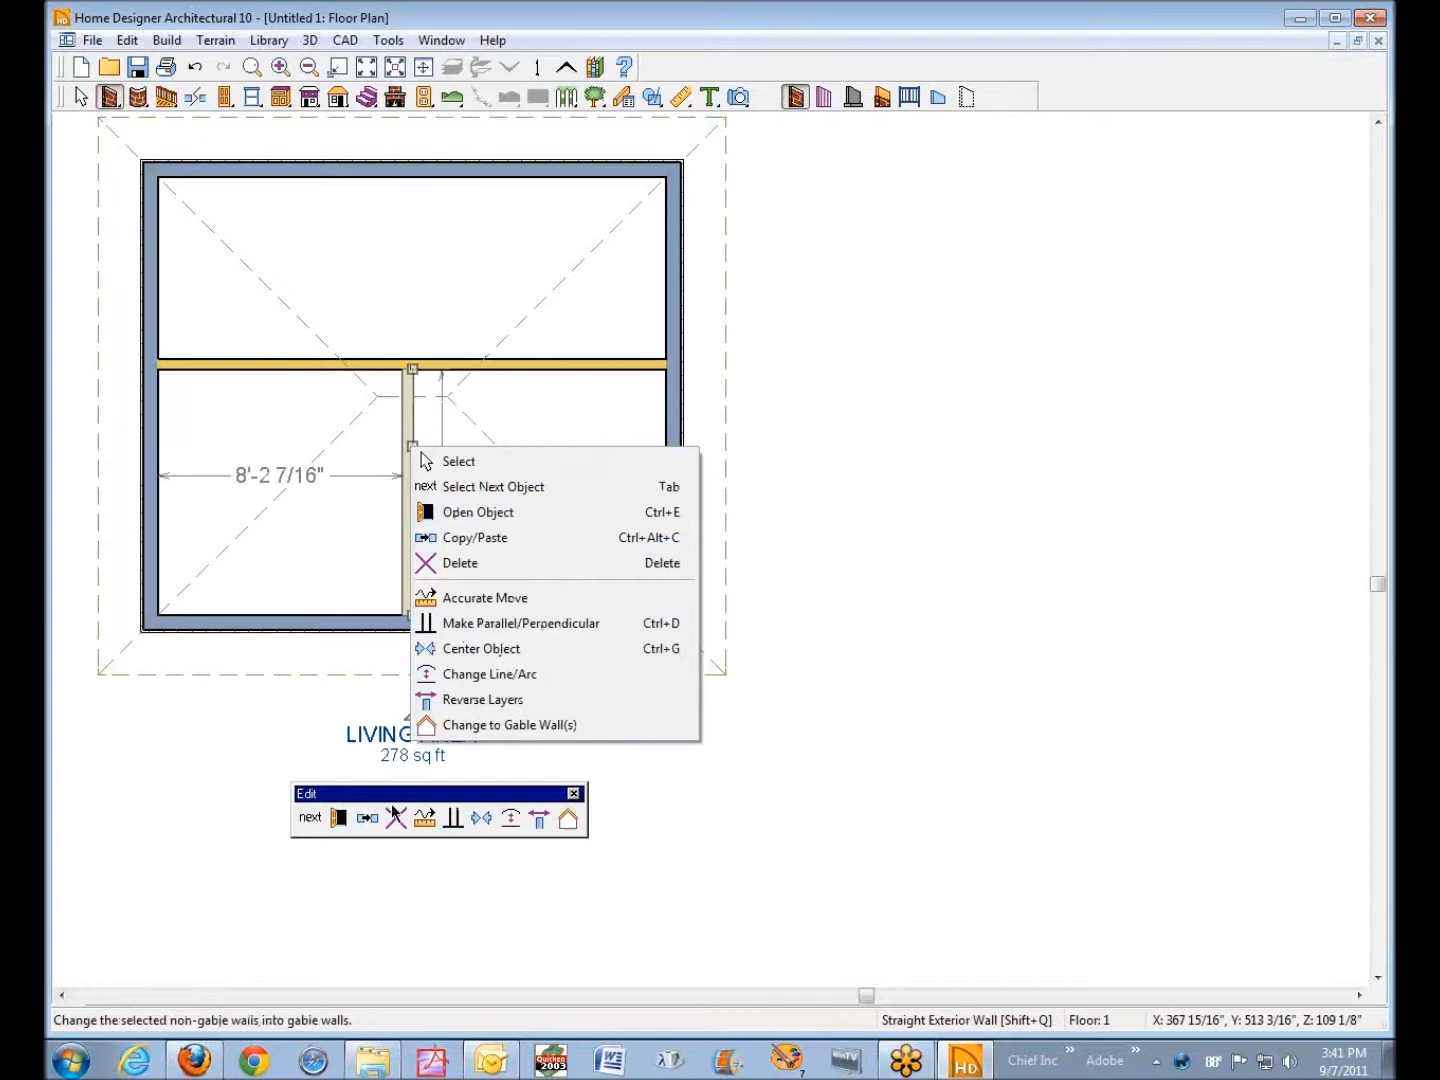 Home Designer Architectural 10 - [Untitled 1: Floor Plan]
File Edit Build Terrain Library 3D CAD Tools Window Help
8'-2 7/16"
Select
next Select Next Object Tab
Open Object Ctrl+E
Copy/Paste Ctrl+Alt+C
Delete Delete
Accurate Move
Make Parallel/Perpendicular Ctrl+D
Center Object Ctrl+G
Change Line/Arc
Reverse Layers
Change to Gable Wall(s)
LIVING
278 sq ft
Edit
next
Change the selected non-gable walls into gable walls.
Straight Exterior Wall [Shift+Q] Floor: 1 X: 367 15/16", Y: 513 3/16", Z: 109 1/8"
Quicken 2003
HD
Chief Inc » Adobe » 88°
3:41 PM
9/7/2011